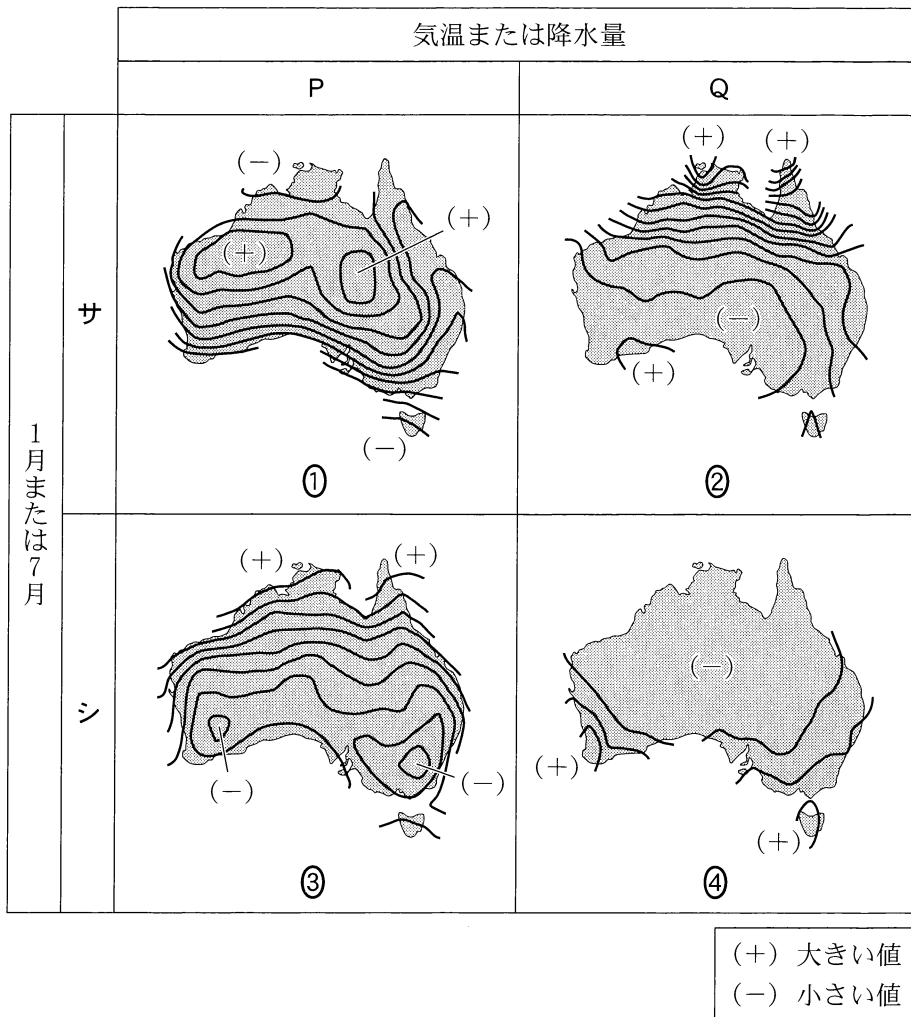 気温または降水量
P
Q
1月または7月
サ
(−)
(+)
(+)
(−)
①
(+)
(+)
(−)
(+)
②
シ
(+)
(+)
(−)
(−)
③
(−)
(+)
(+)
④
(+) 大きい値
(−) 小さい値